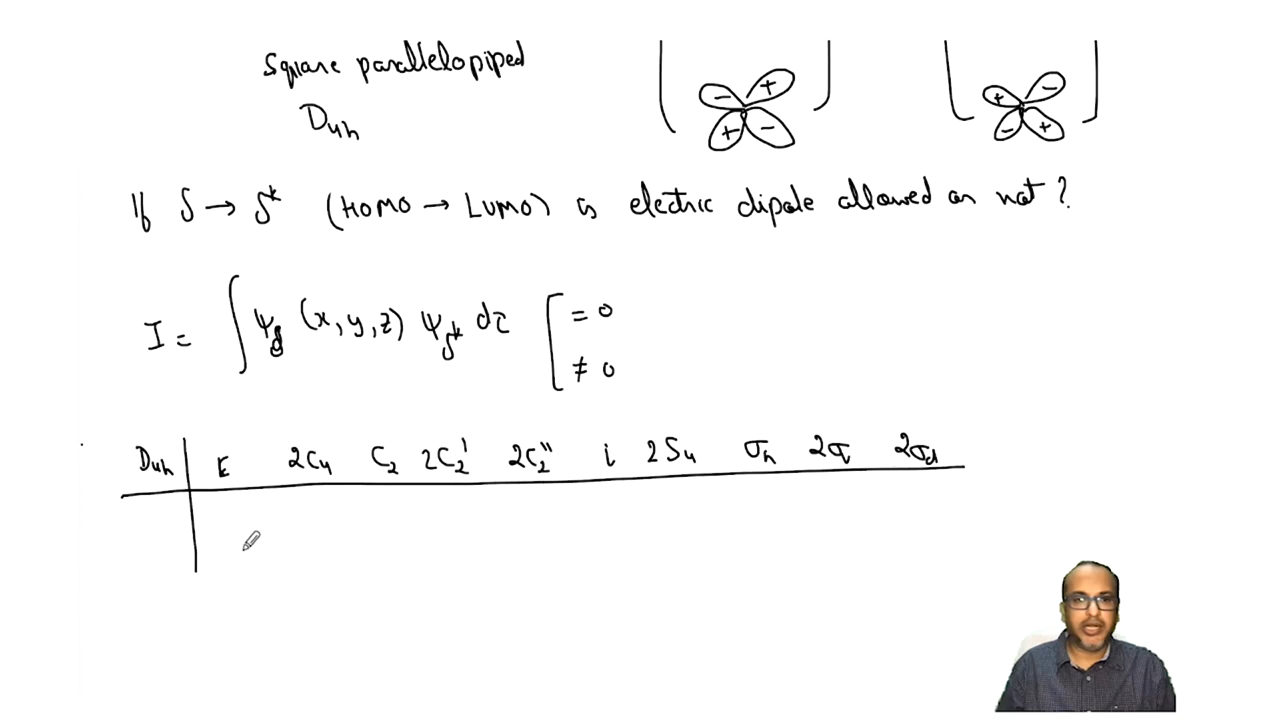 Square parallelopiped
D4h
- + + -
+ - - +
If δ → δ* (HOMO → LUMO) is electric dipole allowed or not?
I = ∫ ψδ (x, y, z) ψδ* dτ [ = 0
≠ 0
D4h E 2C4 C2 2C2' 2C2'' i 2S4 σh 2σv 2σd